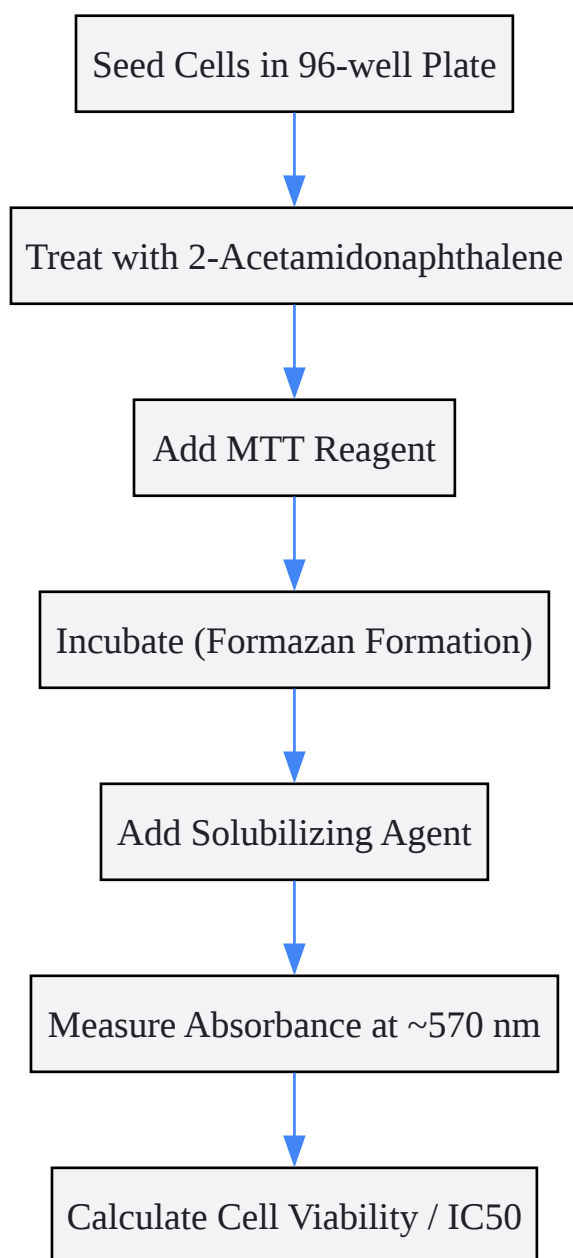 Seed Cells in 96-well Plate
Treat with 2-Acetamidonaphthalene
Add MTT Reagent
Incubate (Formazan Formation)
Add Solubilizing Agent
Measure Absorbance at ~570 nm
Calculate Cell Viability / IC50